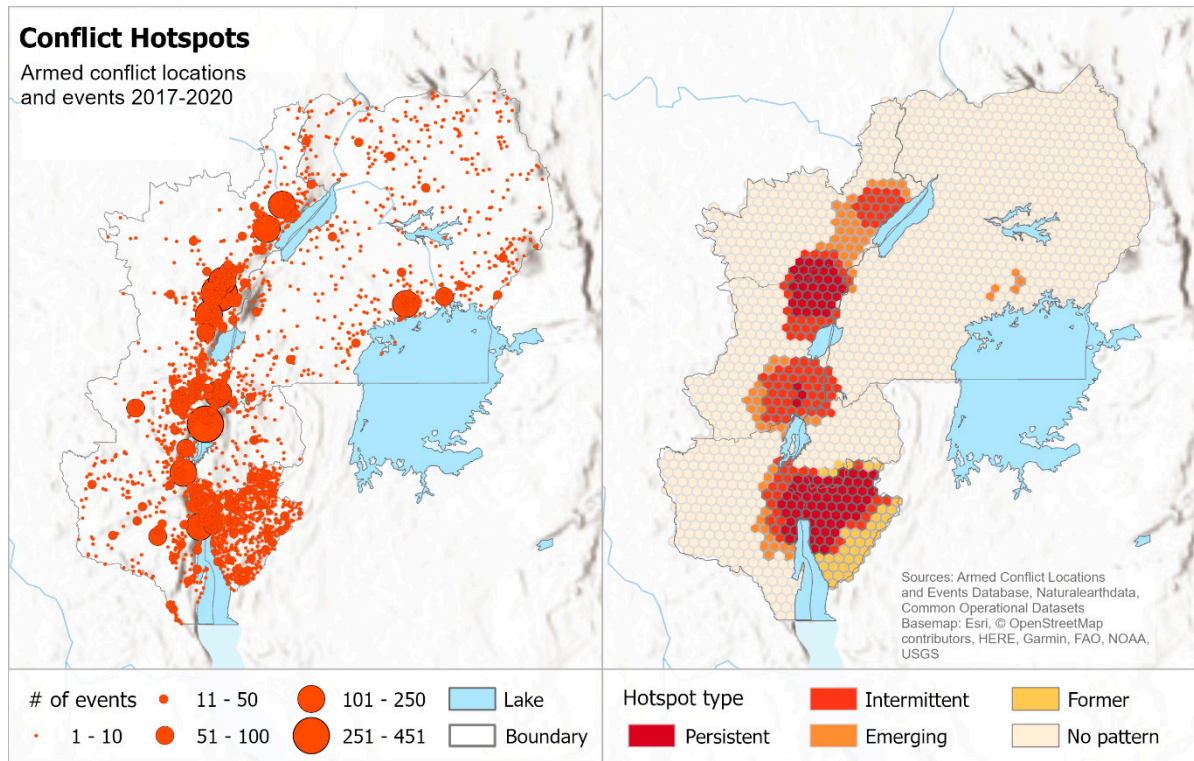 Conflict Hotspots
Armed conflict locations
and events 2017-2020
Sources: Armed Conflict Locations
and Events Database, Naturalearthdata,
Common Operational Datasets
Basemap: Esri, © OpenStreetMap
contributors, HERE, Garmin, FAO, NOAA,
USGS
# of events
1 - 10
11 - 50
51 - 100
101 - 250
251 - 451
Lake
Boundary
Hotspot type
Persistent
Intermittent
Emerging
Former
No pattern